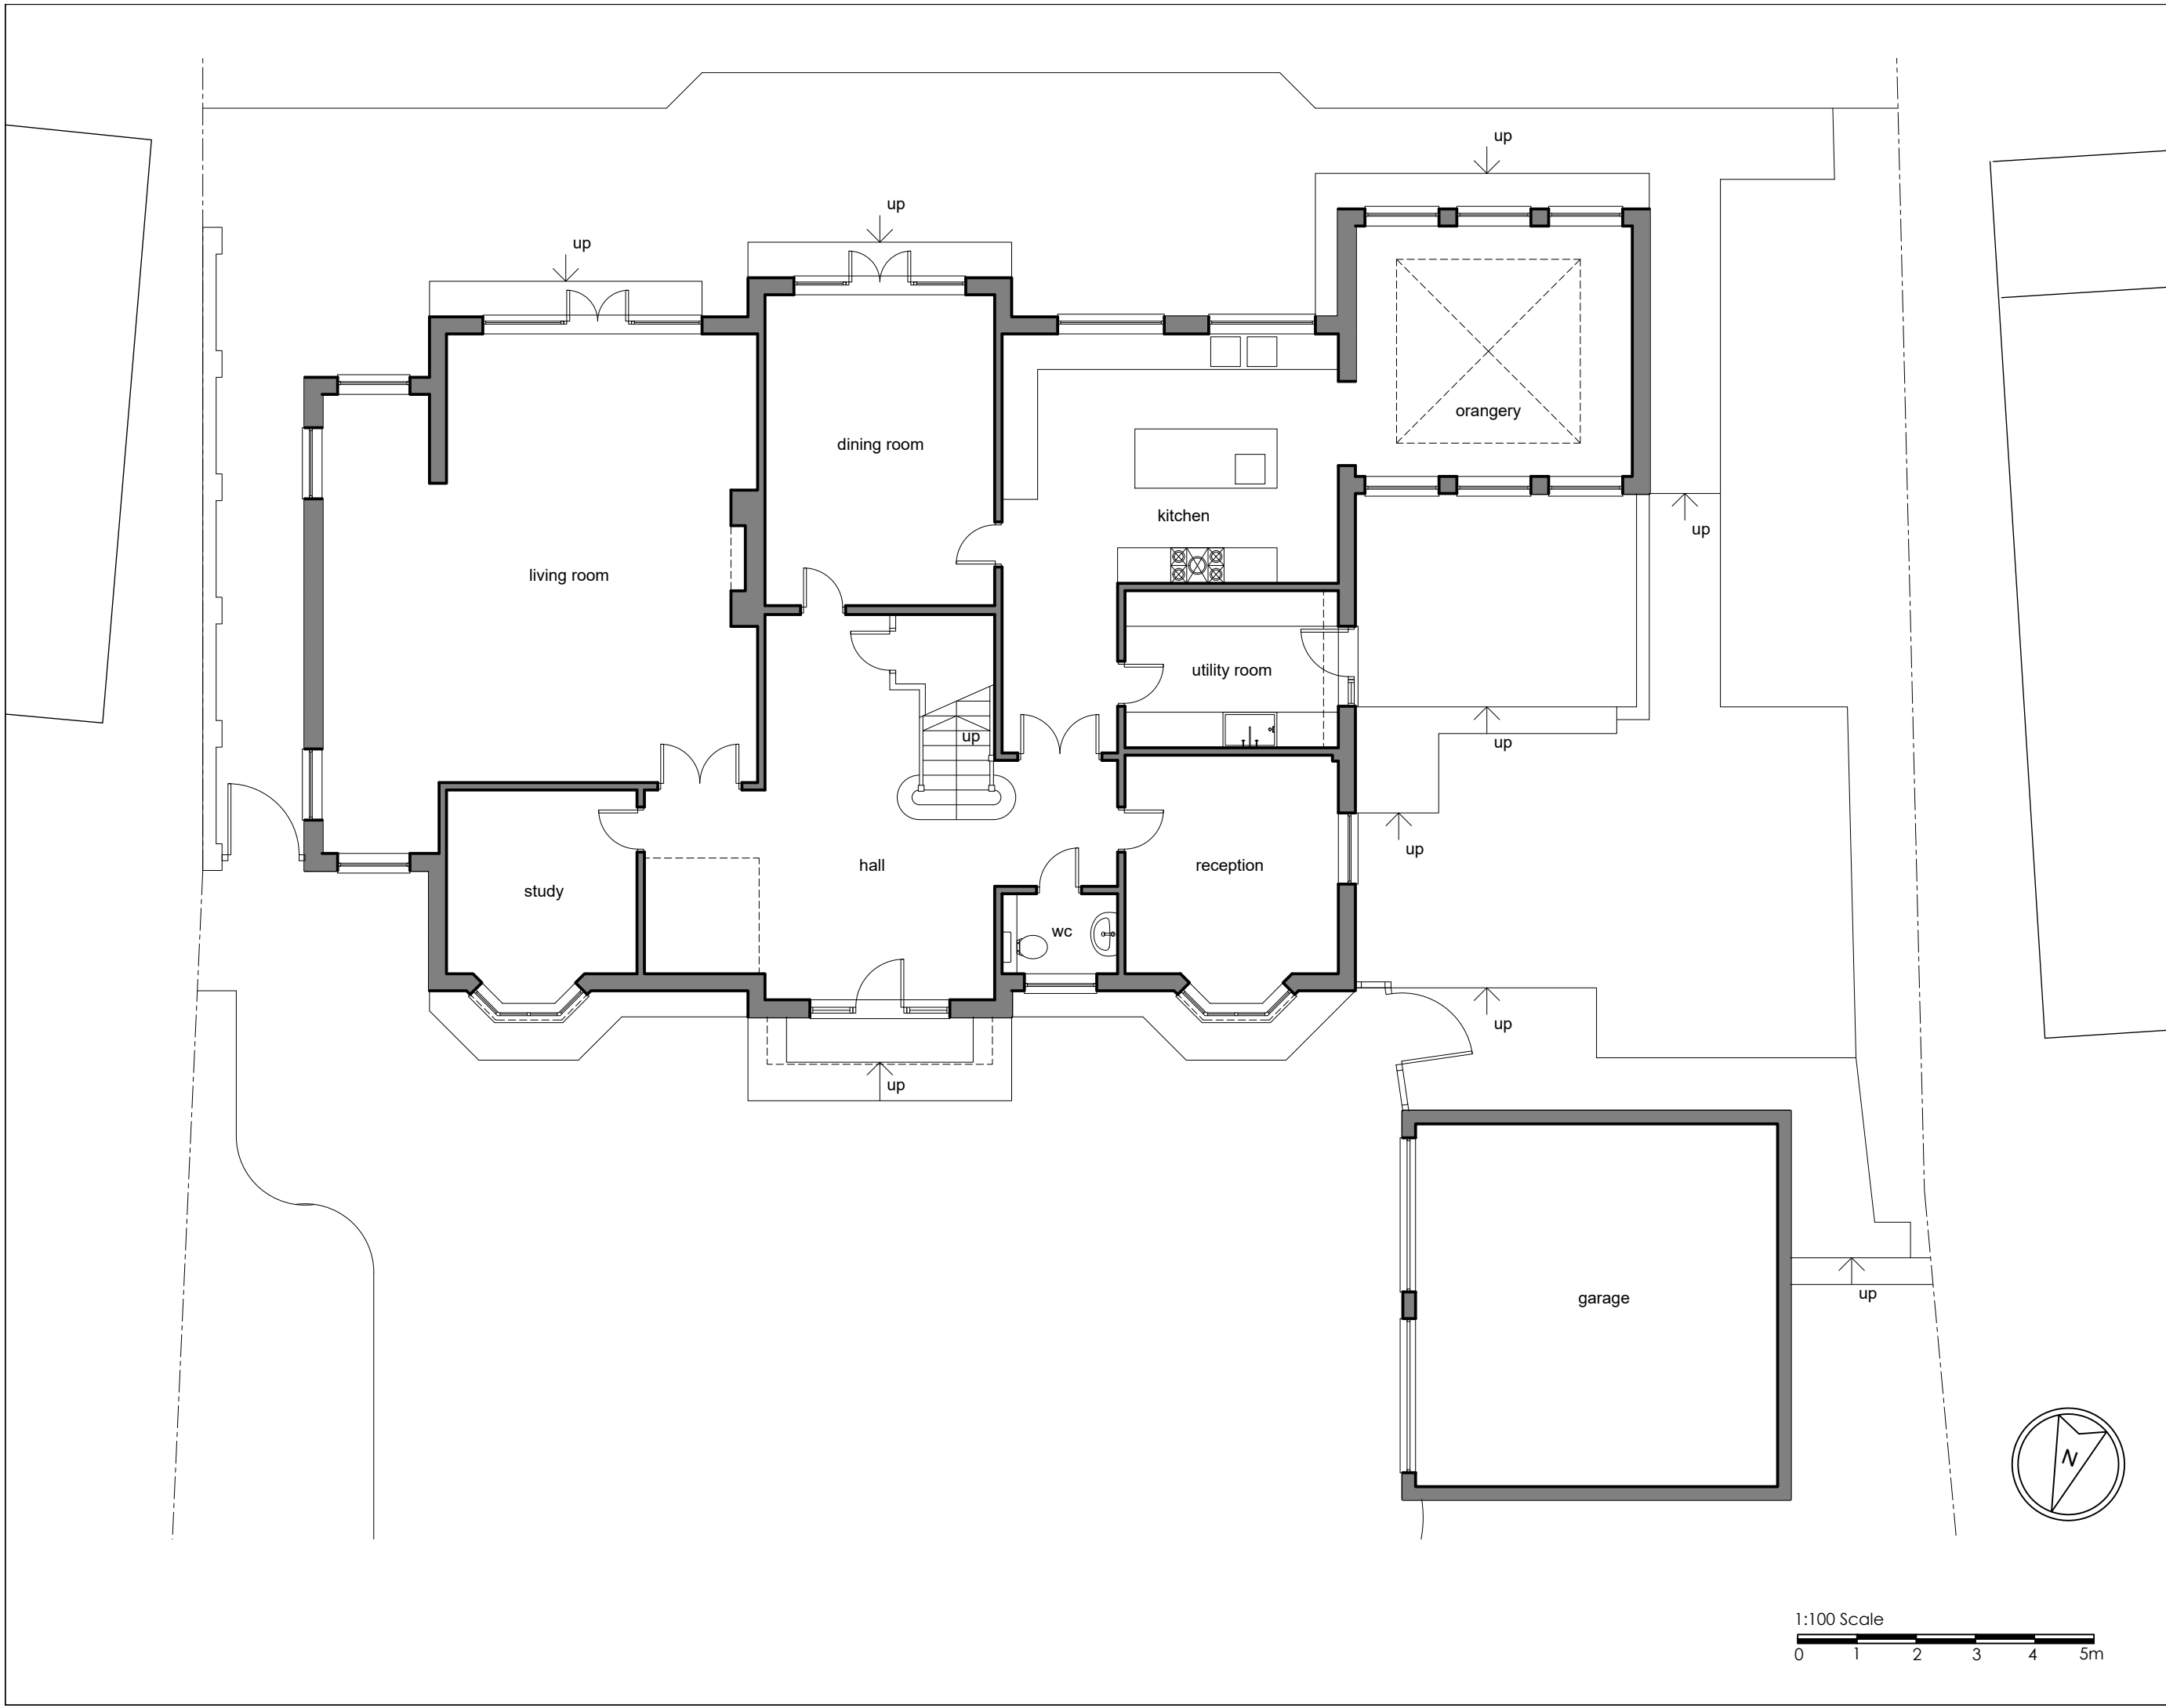 up
up
up
orangery
dining room
kitchen
up
living room
utility room
up
up
up
hall
reception
study
wc
up
up
up
garage
N
1:100 Scale
0 1 2 3 4 5m